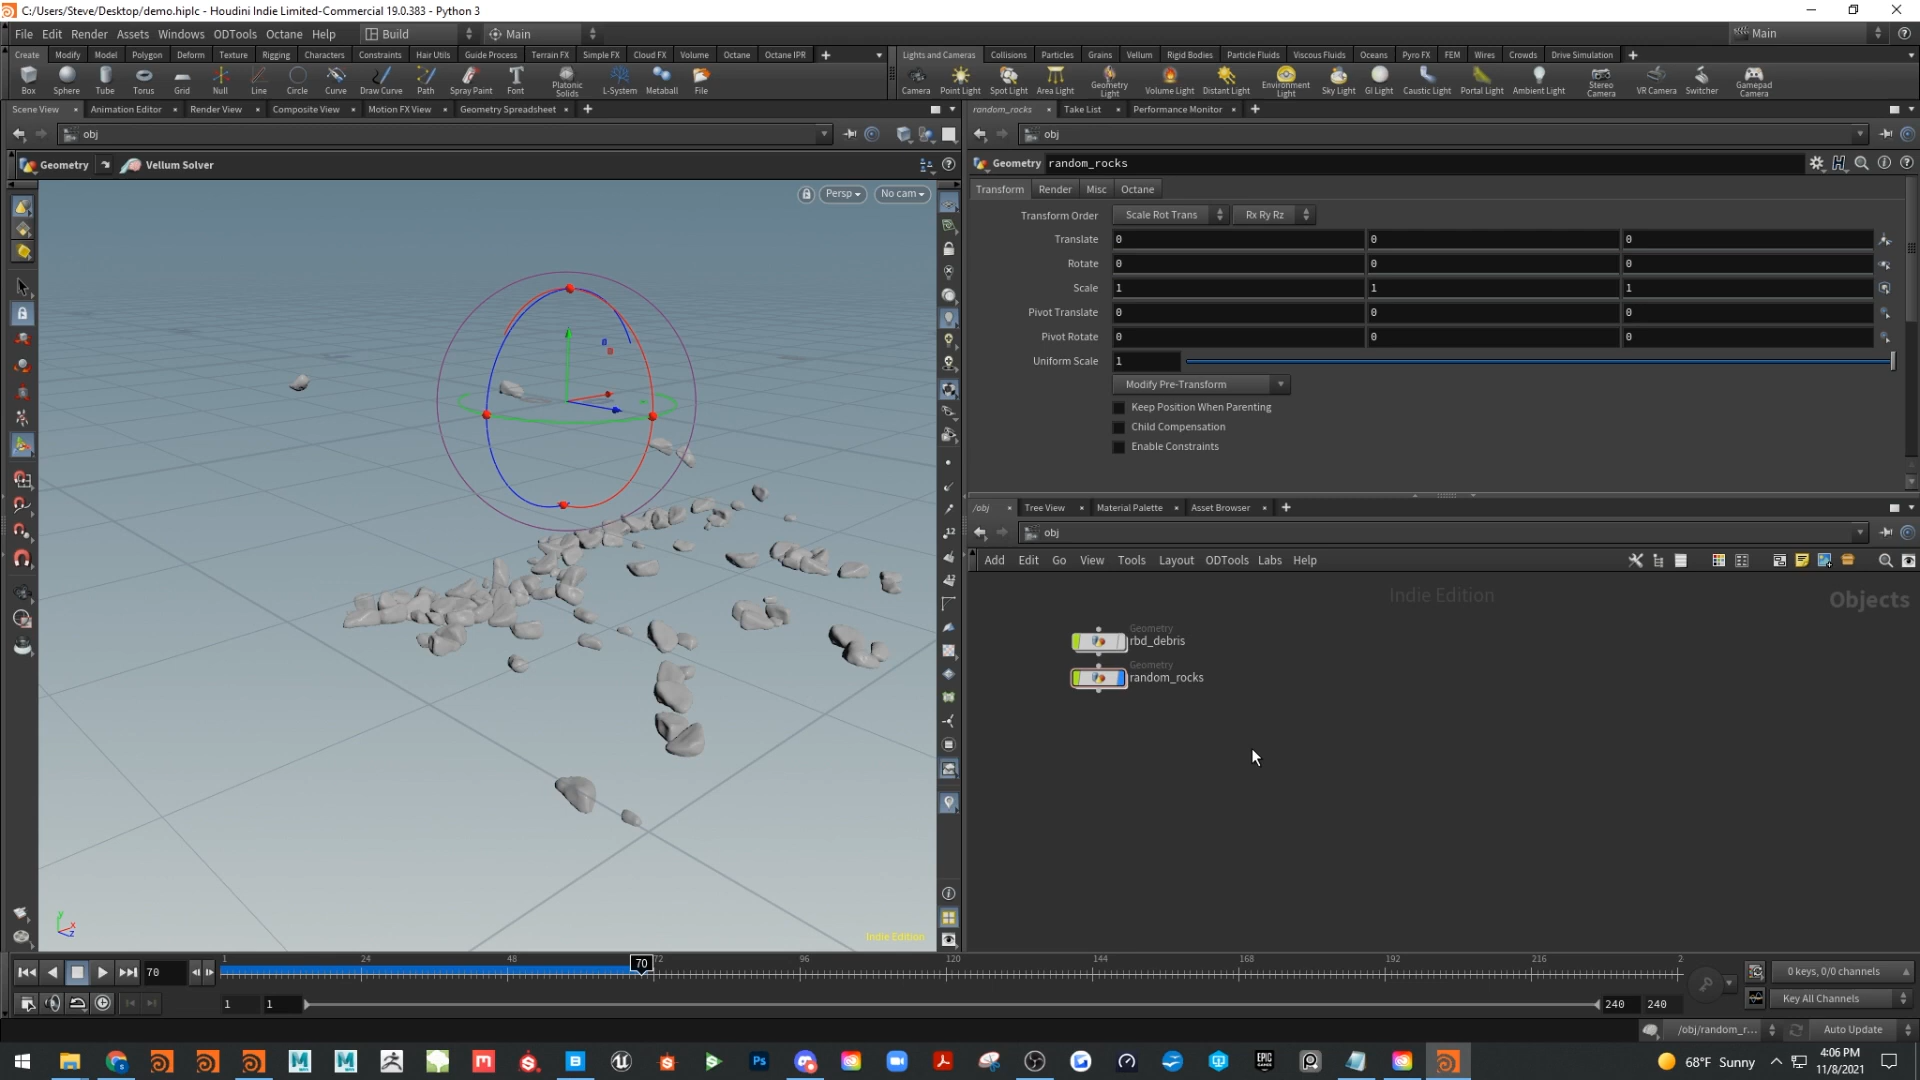 C:/Users/Steve/Desktop/demo.hiplc - Houdini Indie Limited-Commercial 19.0.383 - Python 3
File Edit Render Assets Windows ODTools Octane Help Build Main Main
Create Modify Model Polygon Deform Texture Rigging Characters Constraints Hair Utils Guide Process Terrain FX Simple FX Cloud FX Volume Octane Octane IPR
Lights and Cameras Collisions Particles Grains Vellum Rigid Bodies Particle Fluids Viscous Fluids Oceans Pyro FX FEM Wires Crowds Drive Simulation
Box Sphere Tube Torus Grid Null Line Circle Curve Draw Curve Path Spray Paint Font Platonic Solids L-System Metaball File
Camera Point Light Spot Light Area Light Geometry Light Volume Light Distant Light Environment Light Sky Light GI Light Caustic Light Portal Light Ambient Light Stereo Camera VR Camera Switcher Gamepad Camera
Scene View Animation Editor Render View Composite View Motion FX View Geometry Spreadsheet
obj
Geometry Vellum Solver
Persp No cam
Indie Edition
random_rocks Take List Performance Monitor
obj
Geometry random_rocks
Transform Render Misc Octane
Transform Order Scale Rot Trans Rx Ry Rz
Translate 0 0 0
Rotate 0 0 0
Scale 1 1 1
Pivot Translate 0 0 0
Pivot Rotate 0 0 0
Uniform Scale 1
Modify Pre-Transform
Keep Position When Parenting
Child Compensation
Enable Constraints
/obj Tree View Material Palette Asset Browser
obj
Add Edit Go View Tools Layout ODTools Labs Help
Indie Edition Objects
Geometry
rbd_debris
Geometry
random_rocks
70 1 24 48 70 72 96 120 144 168 192 216 2
0 keys, 0/0 channels
1 1 240 240
Key All Channels
/obj/random_r... Auto Update
68°F Sunny
4:06 PM
11/8/2021